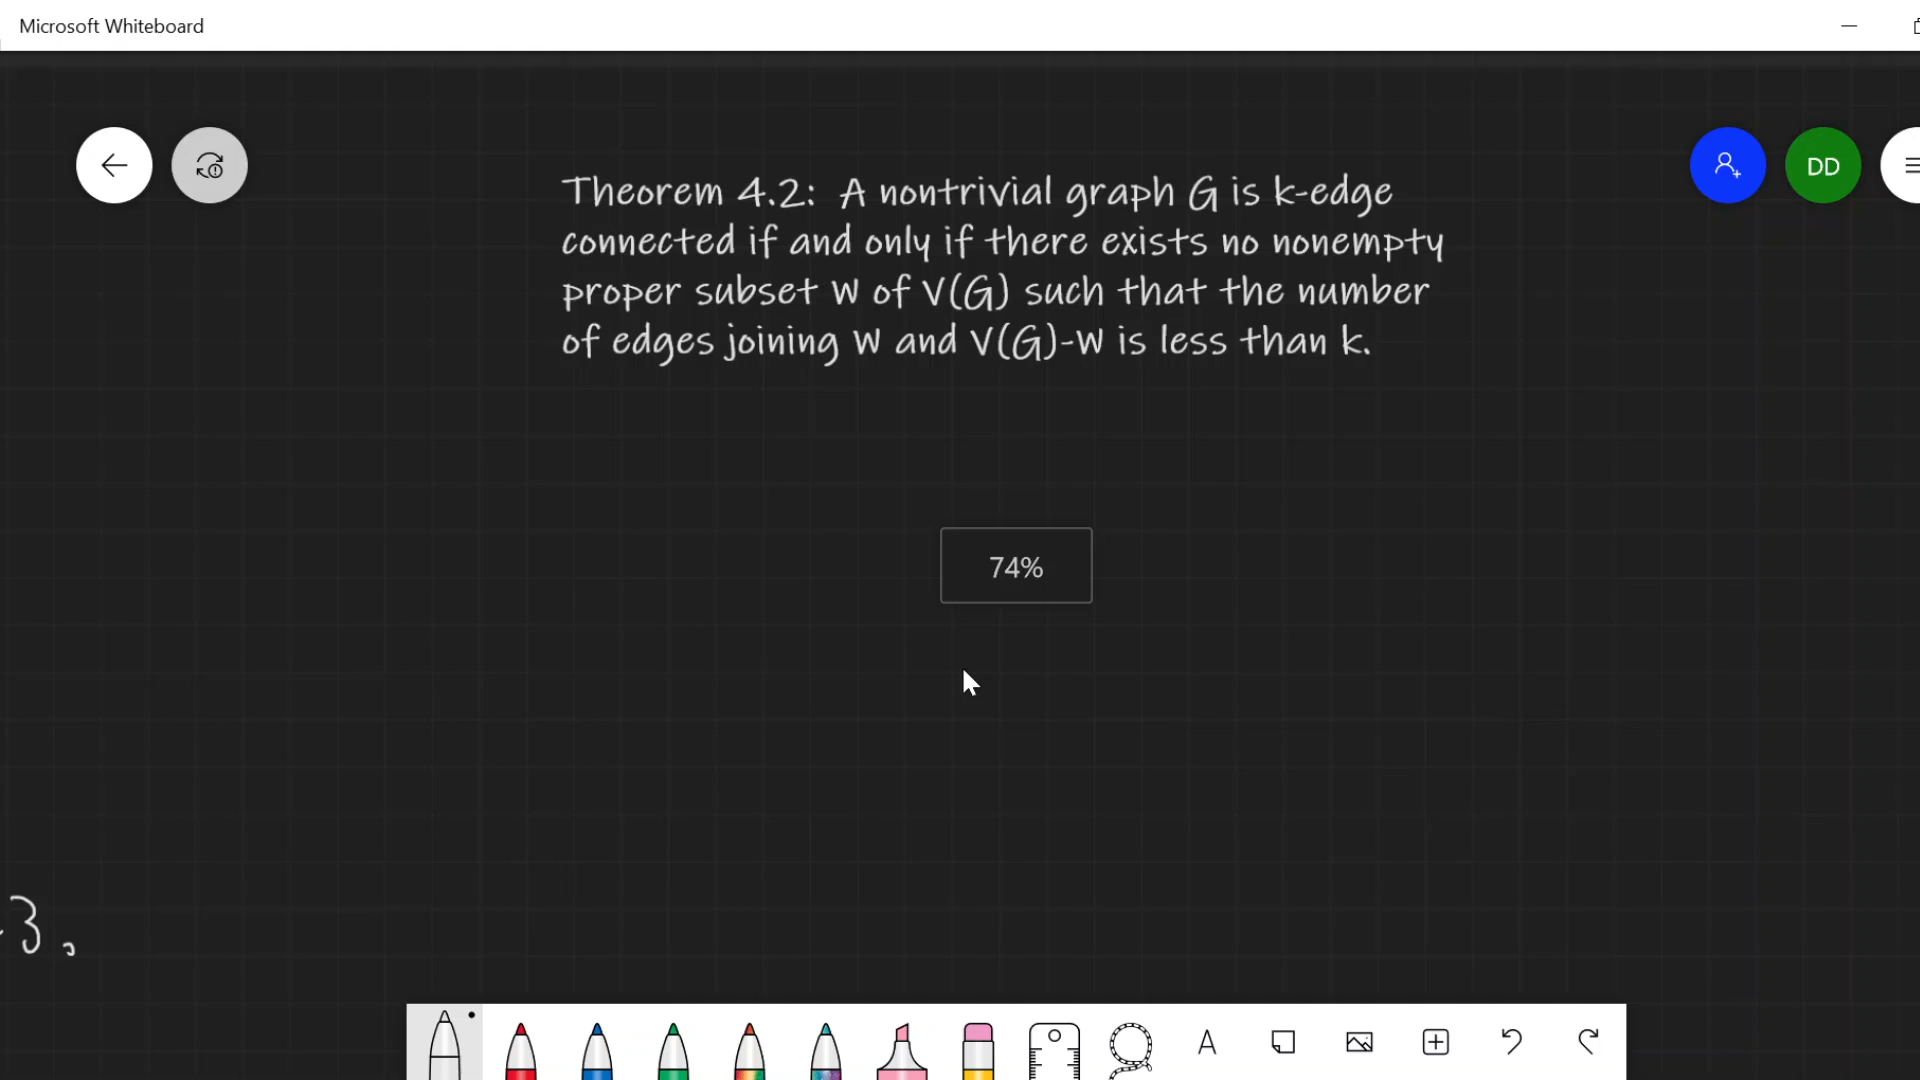 Microsoft Whiteboard
DD
Theorem 4.2: A nontrivial graph G is k-edge
connected if and only if there exists no nonempty
proper subset W of V(G) such that the number
of edges joining W and V(G)-W is less than k.
74%
3,
A